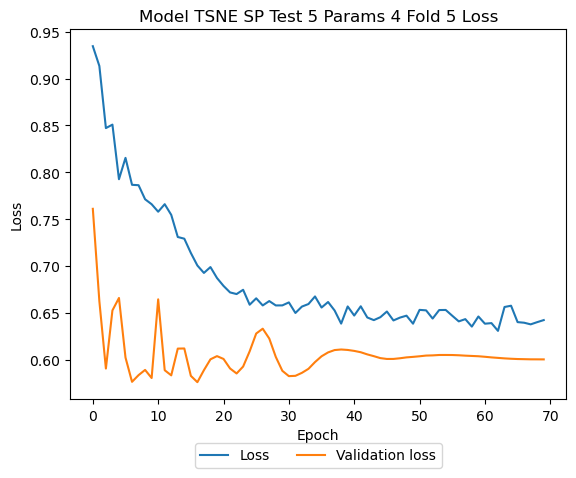 Model TSNE SP Test 5 Params 4 Fold 5 Loss
0.95
0.90
0.85
0.80
0.75
0.70
0.65
0.60
Loss
0 10 20 30 40 50 60 70
Epoch
Loss Validation loss